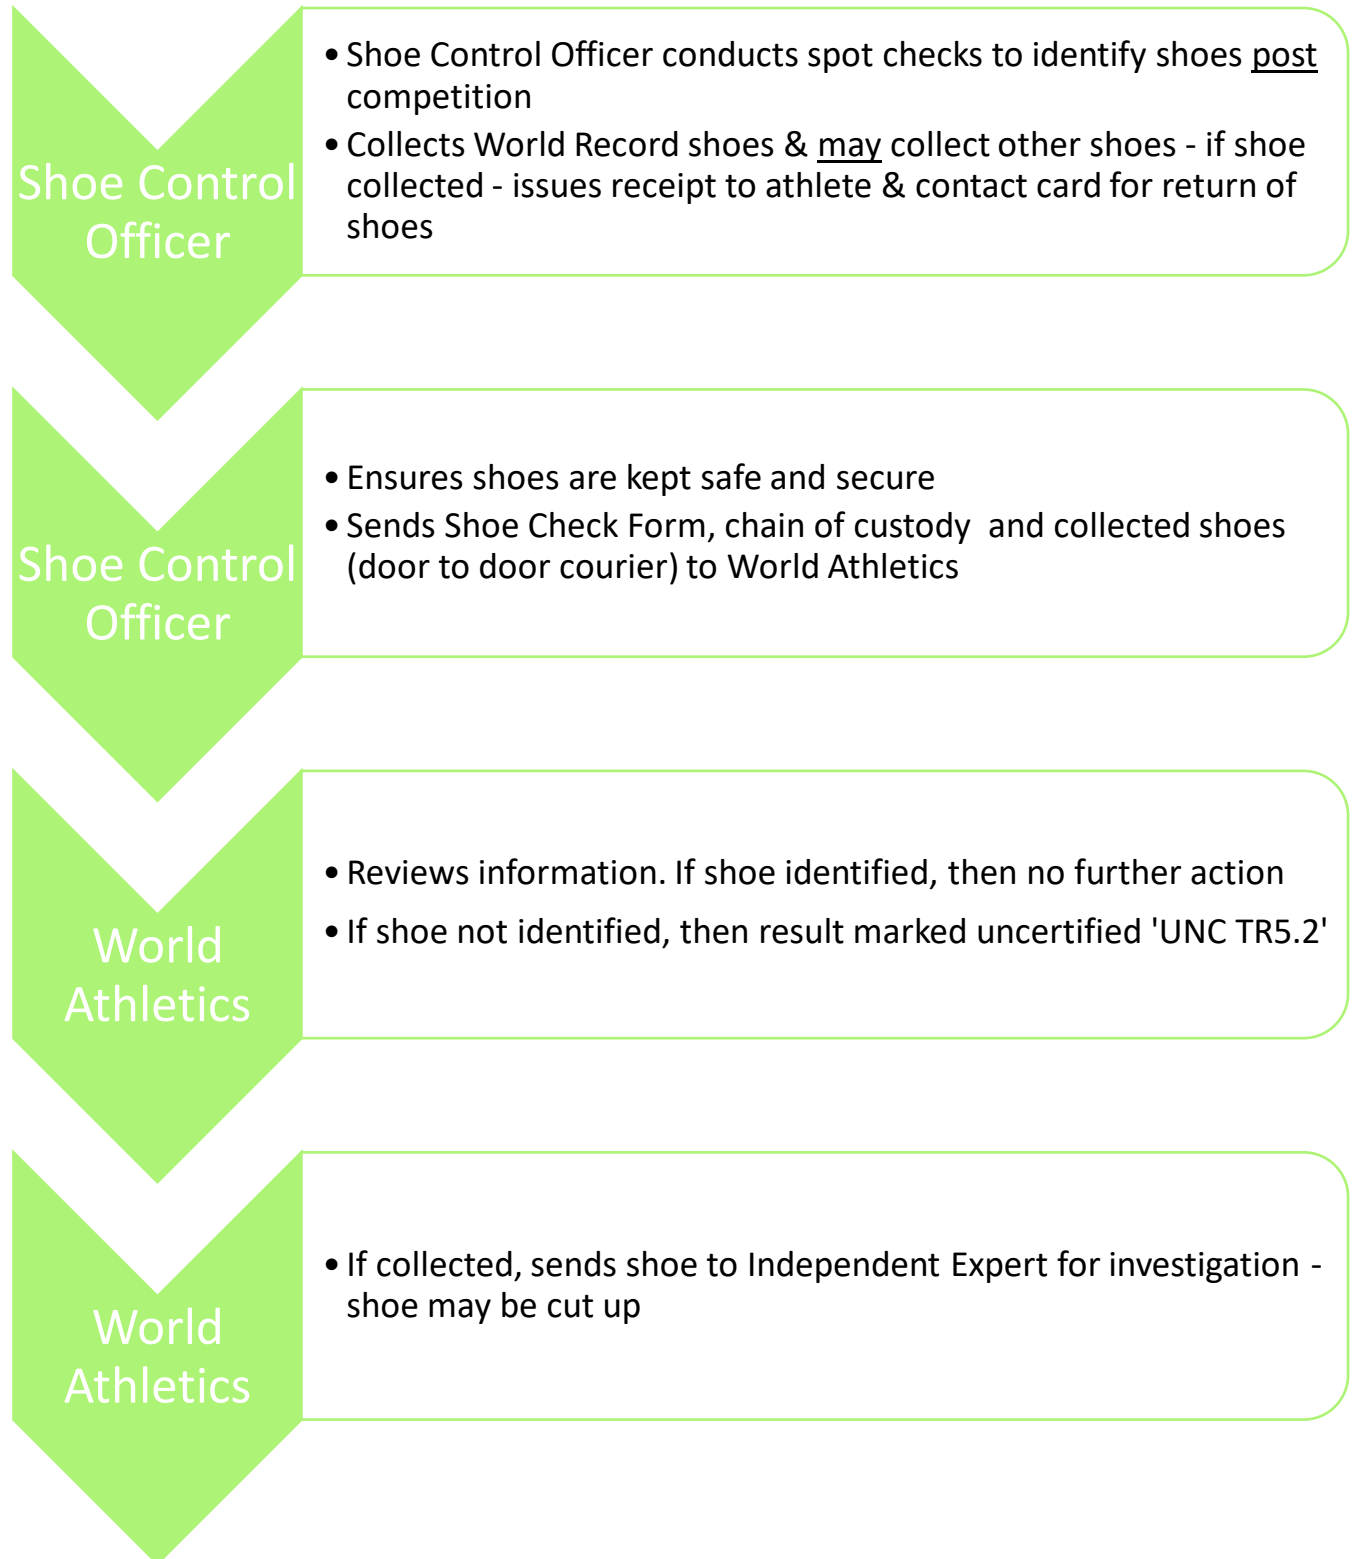 Shoe Control
Officer
• Shoe Control Officer conducts spot checks to identify shoes post
competition
• Collects World Record shoes & may collect other shoes - if shoe
collected - issues receipt to athlete & contact card for return of
shoes
Shoe Control
Officer
• Ensures shoes are kept safe and secure
• Sends Shoe Check Form, chain of custody  and collected shoes
(door to door courier) to World Athletics
World
Athletics
• Reviews information. If shoe identified, then no further action
• If shoe not identified, then result marked uncertified 'UNC TR5.2'
World
Athletics
• If collected, sends shoe to Independent Expert for investigation -
shoe may be cut up